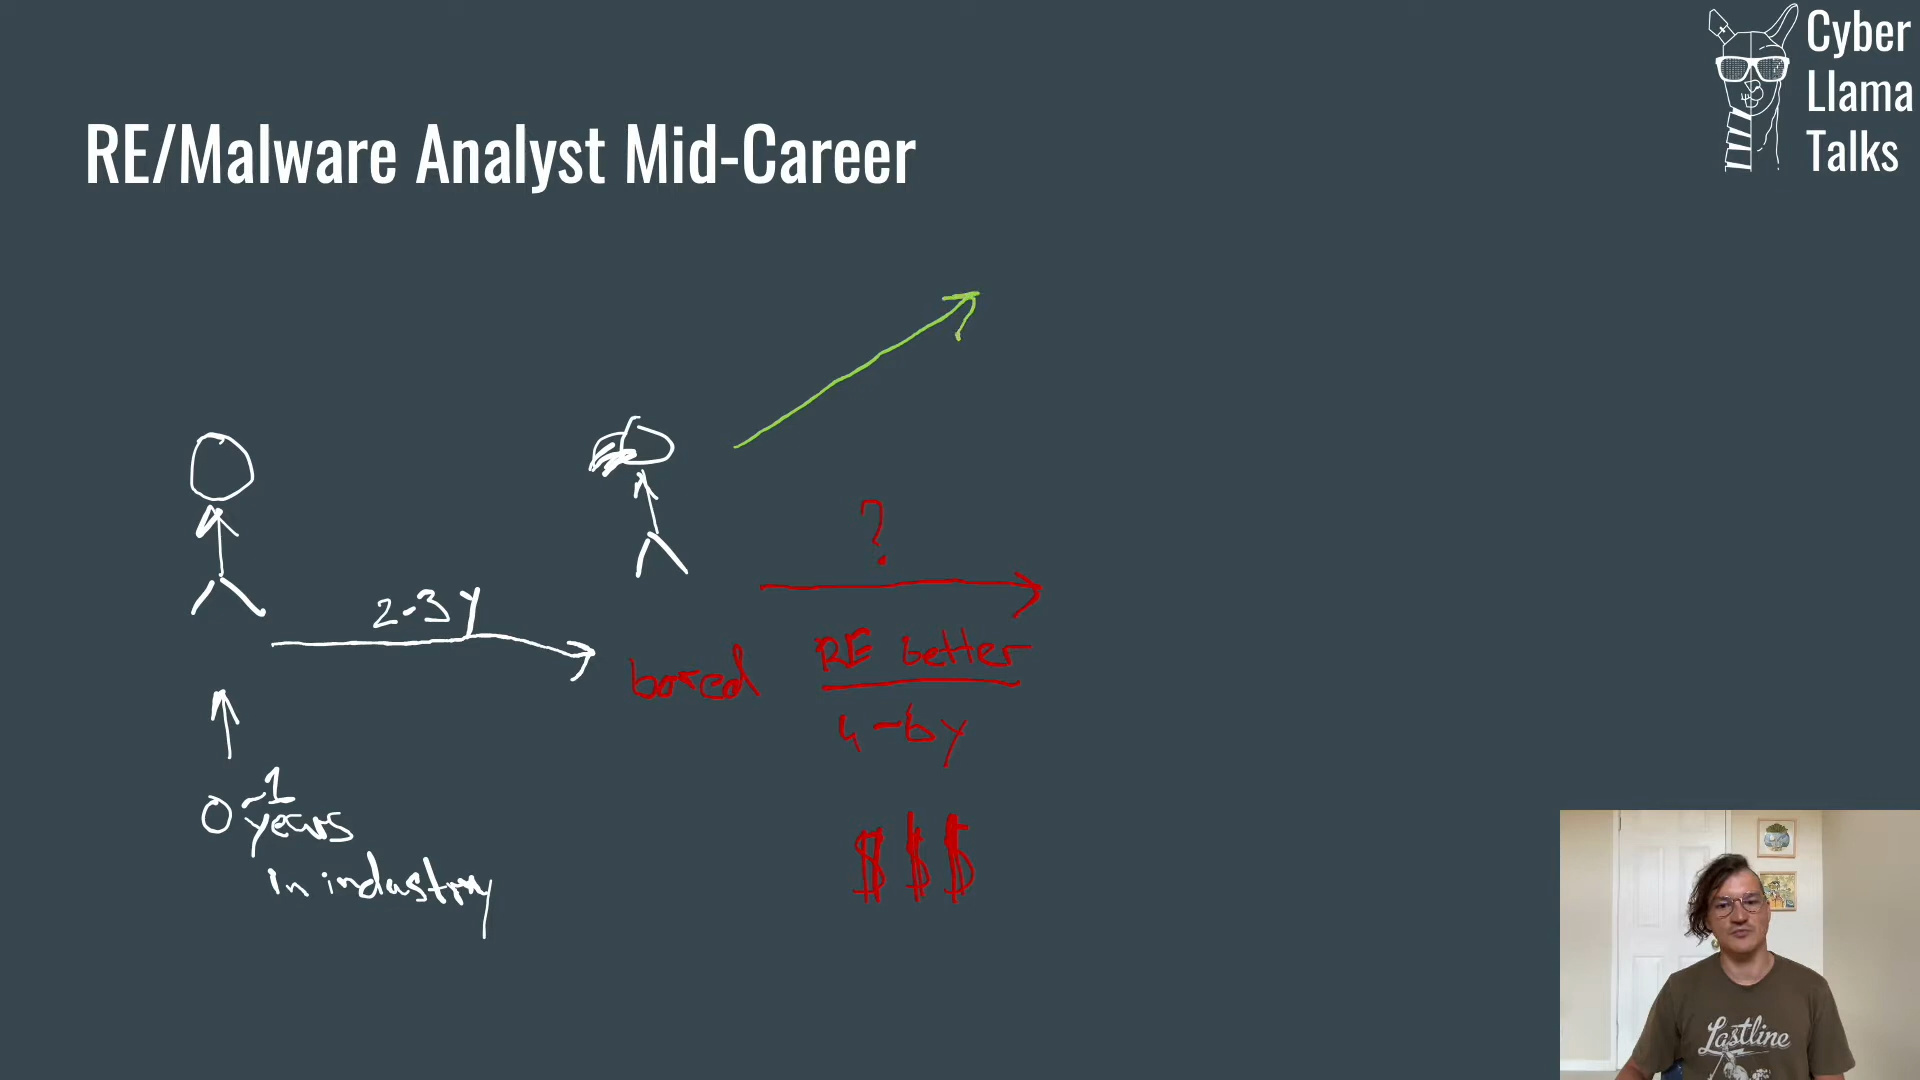 Cyber
Llama
Talks
RE/Malware Analyst Mid-Career
?
2-3y
RE better
bored
4-6y
0-1
years
in industry
$$$
Lastline